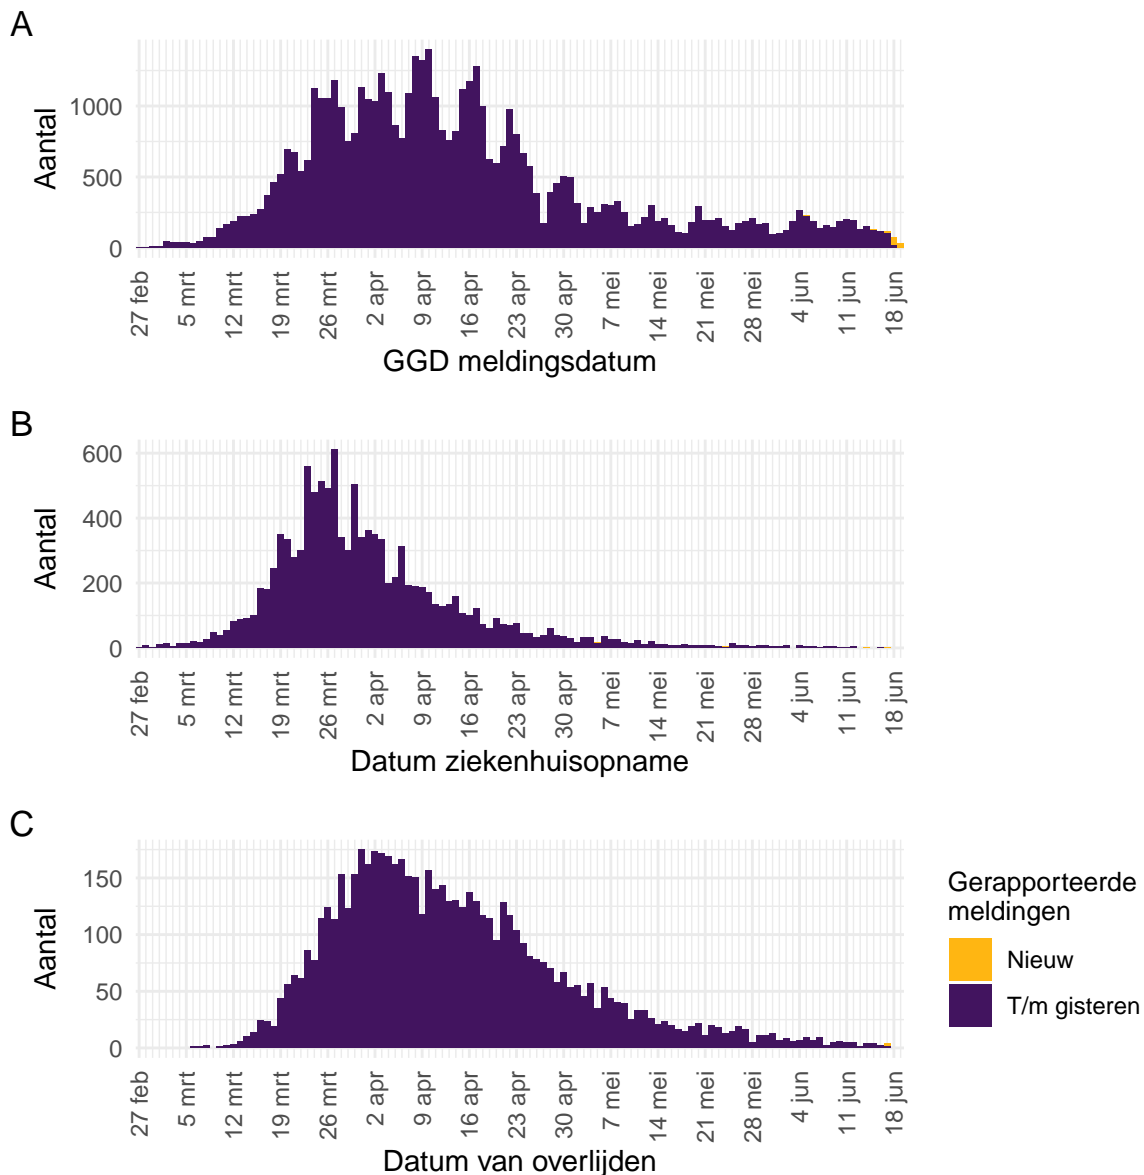 A
Aantal
1000
500
0
27 feb
5 mrt
12 mrt
19 mrt
26 mrt
2 apr
9 apr
16 apr
23 apr
30 apr
7 mei
14 mei
21 mei
28 mei
4 jun
11 jun
18 jun
GGD meldingsdatum
B
Aantal
600
400
200
0
27 feb
5 mrt
12 mrt
19 mrt
26 mrt
2 apr
9 apr
16 apr
23 apr
30 apr
7 mei
14 mei
21 mei
28 mei
4 jun
11 jun
18 jun
Datum ziekenhuisopname
C
Aantal
150
100
50
0
27 feb
5 mrt
12 mrt
19 mrt
26 mrt
2 apr
9 apr
16 apr
23 apr
30 apr
7 mei
14 mei
21 mei
28 mei
4 jun
11 jun
18 jun
Datum van overlijden
Gerapporteerde
meldingen
Nieuw
T/m gisteren